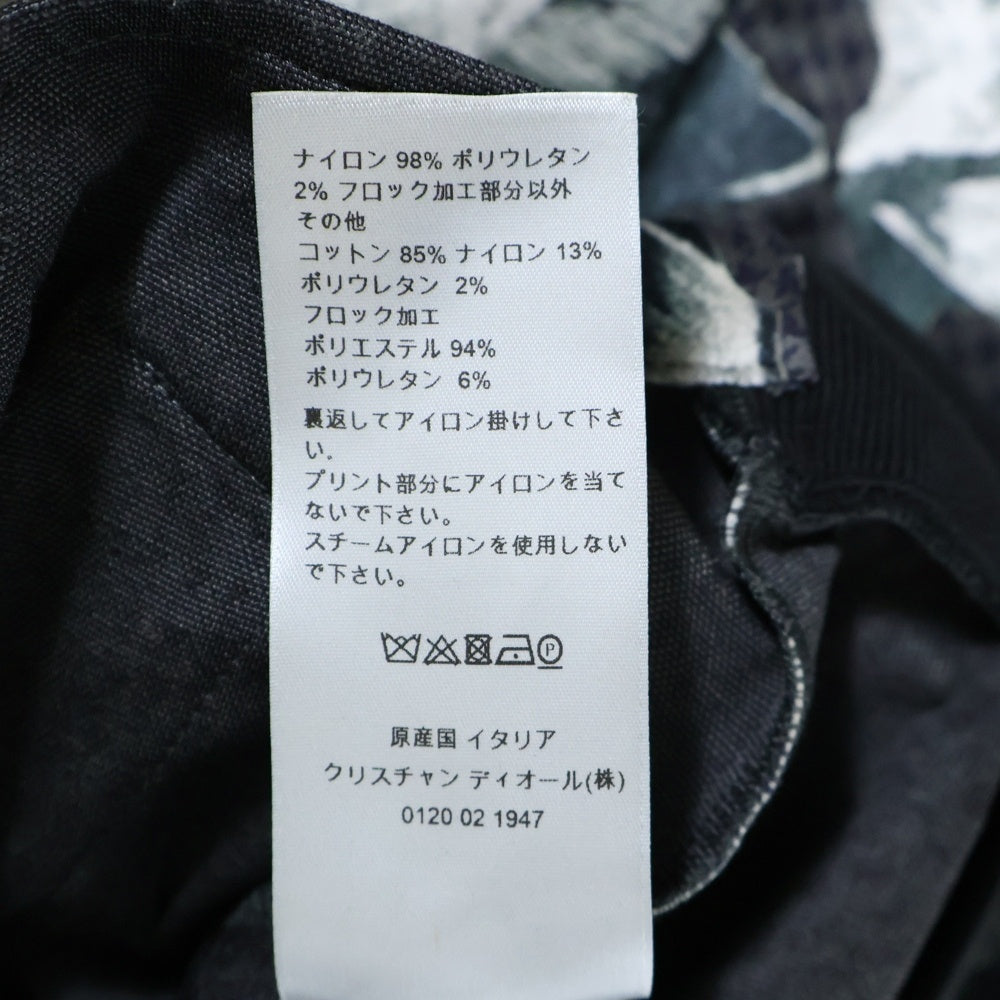 ナイロン 98% ポリウレタン
2% フロック加工部分以外
その他
コットン 85% ナイロン 13%
ポリウレタン 2%
フロック加工
ポリエステル 94%
ポリウレタン 6%
裏返してアイロン掛けして下さ
い。
プリント部分にアイロンを当て
ないで下さい。
スチームアイロンを使用しない
で下さい。
P
原産国 イタリア
クリスチャン ディオール(株)
0120 02 1947